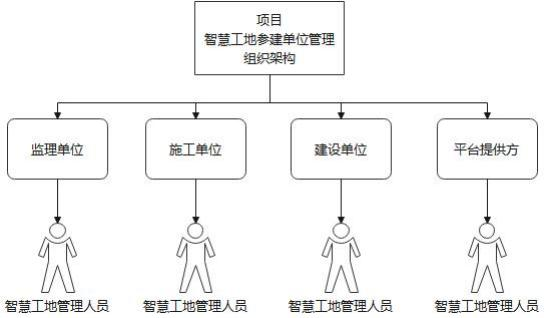 项目
智慧工地参建单位管理
组织架构
监理单位
施工单位
建设单位
平台提供方
智慧工地管理人员
智慧工地管理人员
智慧工地管理人员
智慧工地管理人员